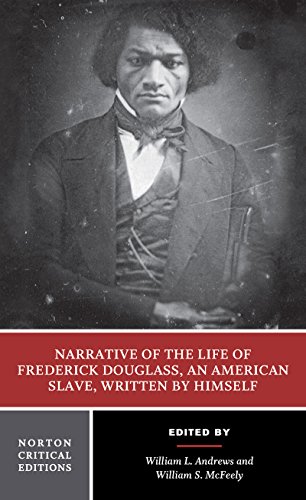 NARRATIVE OF THE LIFE OF
FREDERICK DOUGLASS, AN AMERICAN
SLAVE, WRITTEN BY HIMSELF
NORTON
CRITICAL
EDITIONS
EDITED BY
William L. Andrews and
William S. McFeely